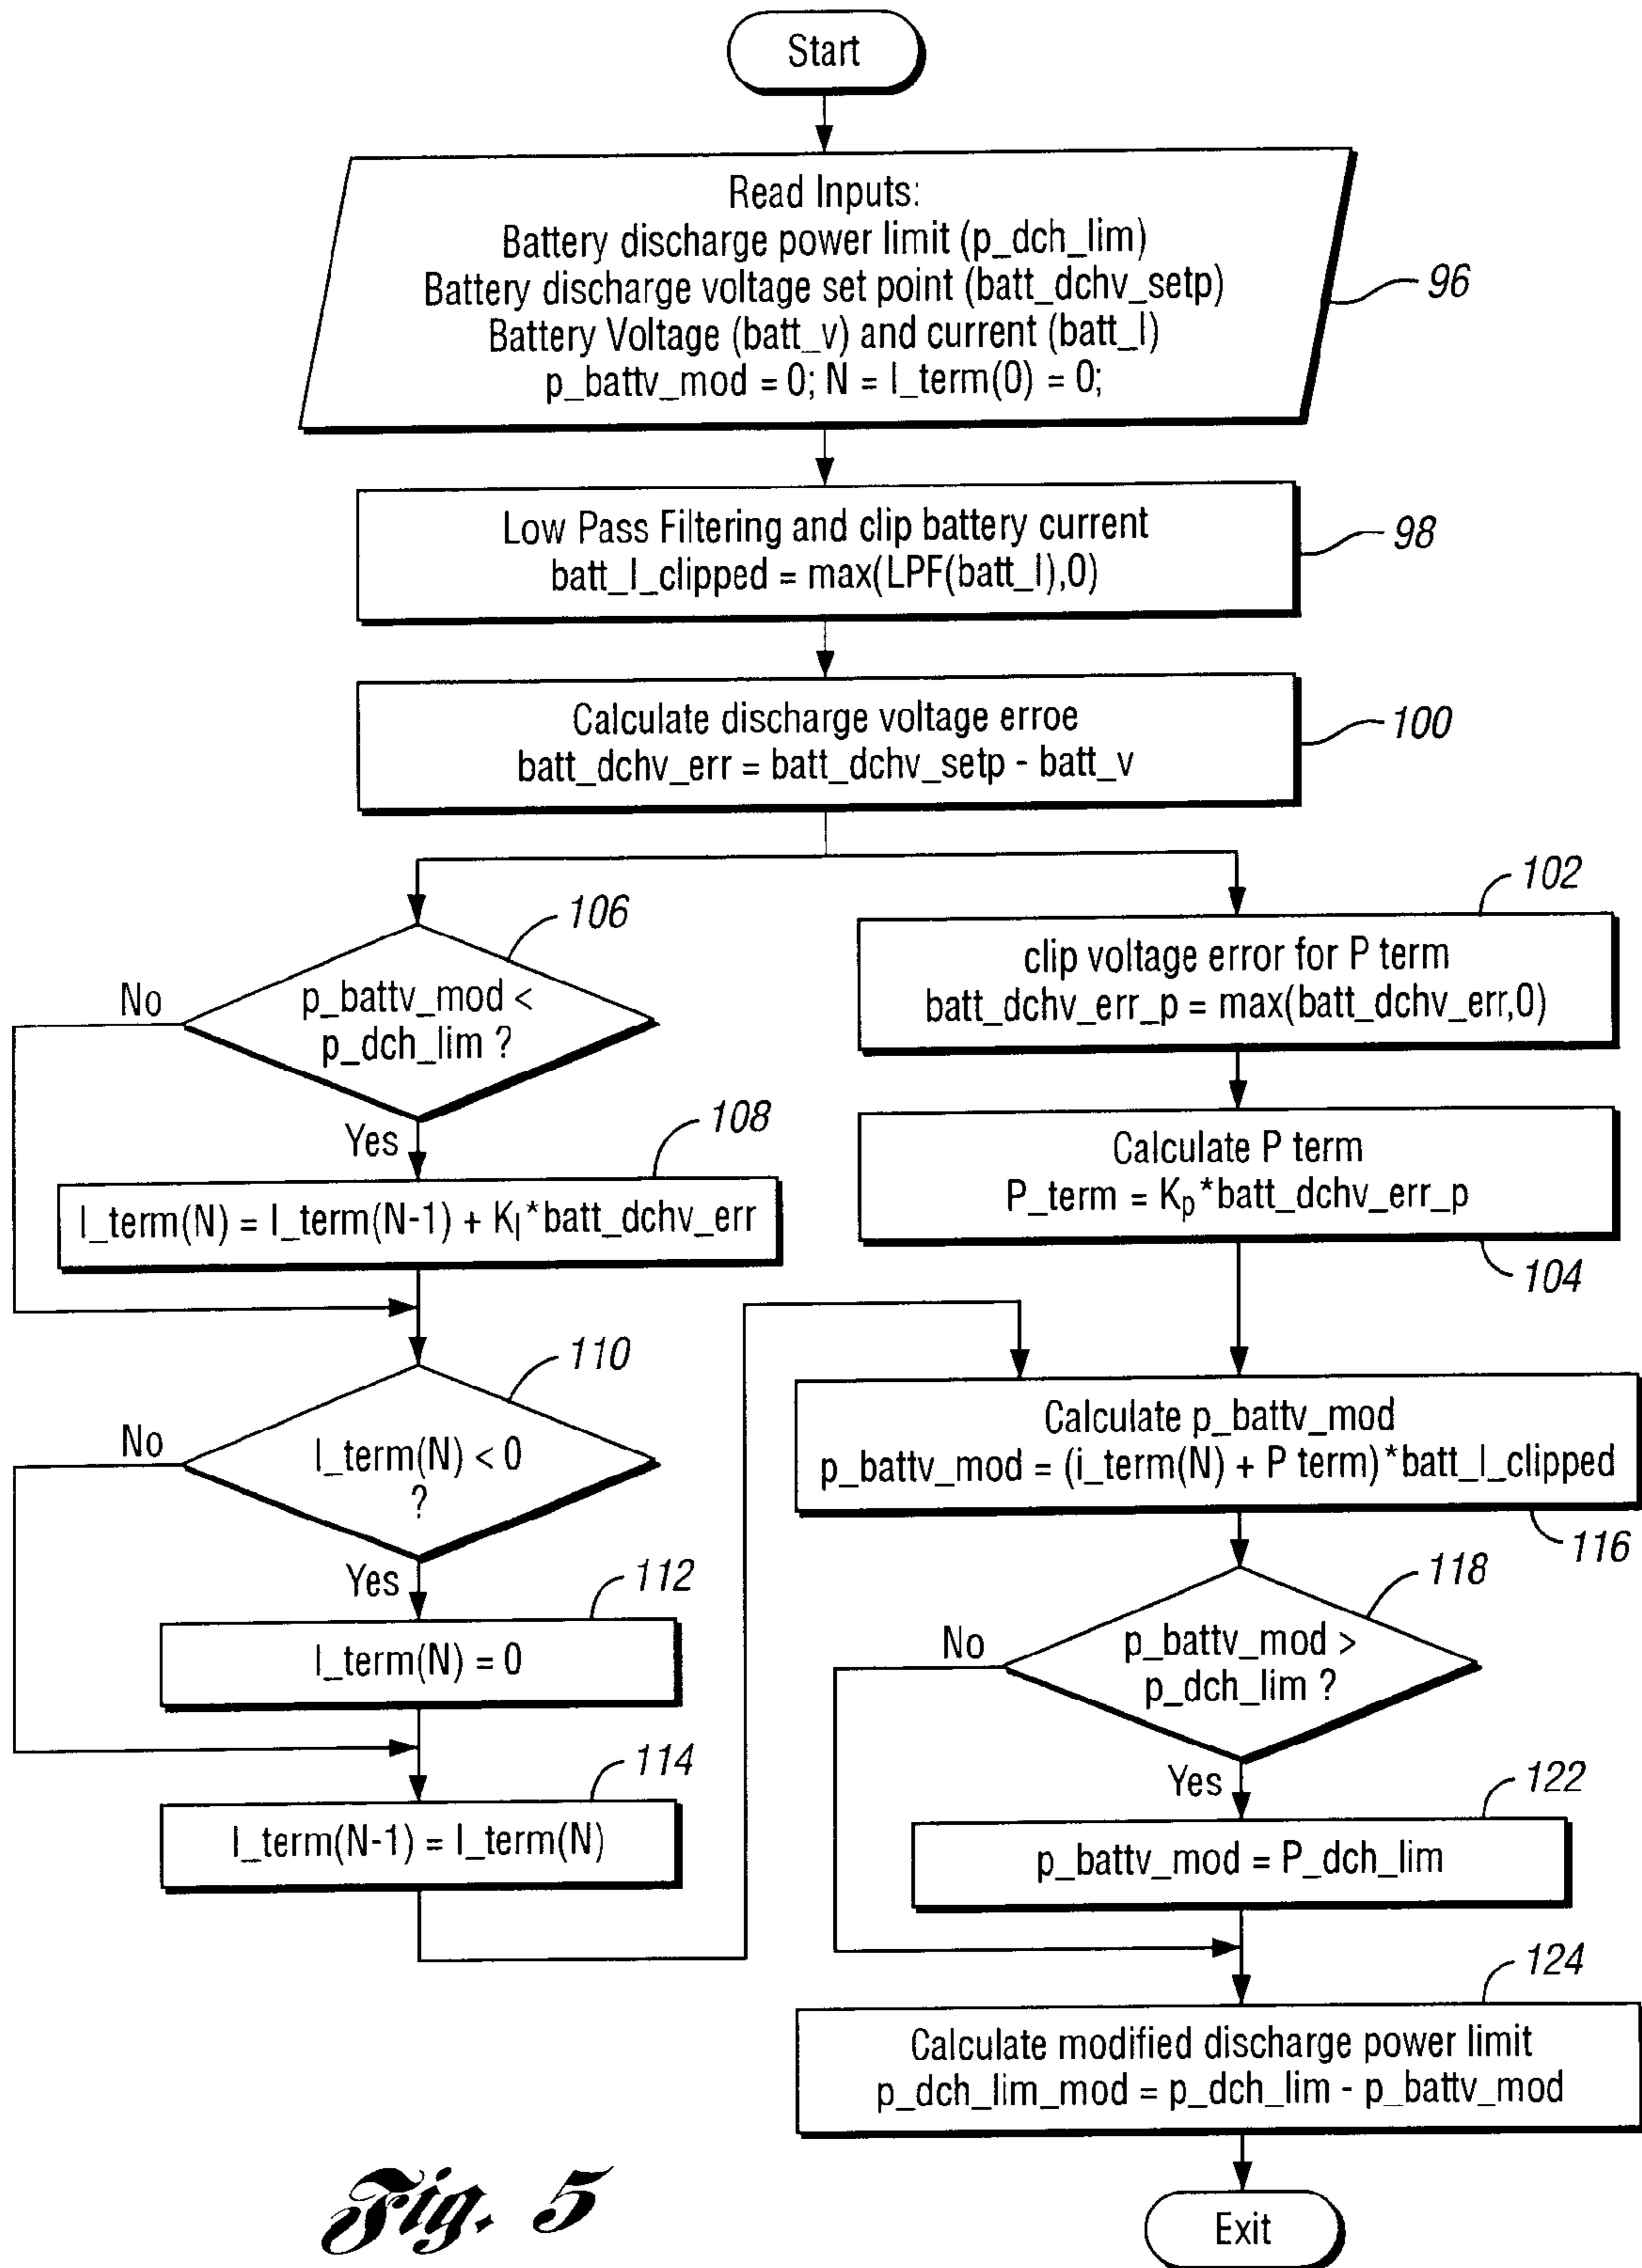 Start
Read Inputs:
Battery discharge power limit (p_dch_lim)
Battery discharge voltage set point (batt_dchv_setp)
Battery Voltage (batt_v) and current (batt_I)
p_battv_mod = 0; N = I_term(0) = 0;
96
Low Pass Filtering and clip battery current
batt_I_clipped = max(LPF(batt_I),0)
98
Calculate discharge voltage erroe
batt_dchv_err = batt_dchv_setp - batt_v
100
106
p_battv_mod <
p_dch_lim ?
No
Yes
108
I_term(N) = I_term(N-1) + K_I*batt_dchv_err
110
I_term(N) < 0
?
No
Yes
112
I_term(N) = 0
114
I_term(N-1) = I_term(N)
102
clip voltage error for P term
batt_dchv_err_p = max(batt_dchv_err,0)
Calculate P term
P_term = K_p*batt_dchv_err_p
104
Calculate p_battv_mod
p_battv_mod = (i_term(N) + P term)*batt_I_clipped
116
118
p_battv_mod >
p_dch_lim ?
No
Yes
122
p_battv_mod = P_dch_lim
124
Calculate modified discharge power limit
p_dch_lim_mod = p_dch_lim - p_battv_mod
Exit
Fig. 5